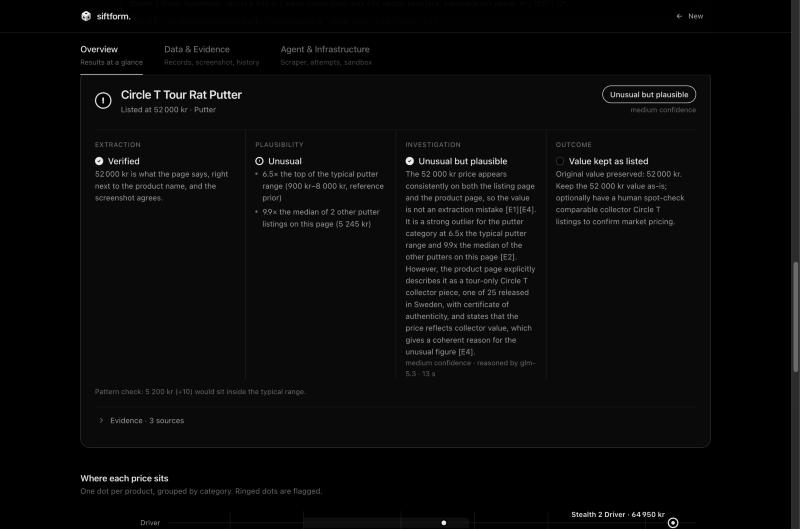 siftform.
← New
Overview
Results at a glance
Data & Evidence
Records, screenshot, history
Agent & Infrastructure
Scraper, attempts, sandbox
Circle T Tour Rat Putter
Listed at 52 000 kr · Putter
Unusual but plausible
medium confidence
EXTRACTION
Verified
52 000 kr is what the page says, right
next to the product name, and the
screenshot agrees.
PLAUSIBILITY
Unusual
• 6.5× the top of the typical putter
range (900 kr–8 000 kr, reference
prior)
• 9.9× the median of 2 other putter
listings on this page (5 245 kr)
INVESTIGATION
Unusual but plausible
The 52 000 kr price appears
consistently on both the listing page
and the product page, so the value
is not an extraction mistake [E1][E4].
It is a strong outlier for the putter
category at 6.5x the typical putter
range and 9.9x the median of the
other putters on this page [E2].
However, the product page explicitly
describes it as a tour-only Circle T
collector piece, one of 25 released
in Sweden, with certificate of
authenticity, and states that the
price reflects collector value, which
gives a coherent reason for the
unusual figure [E4].
medium confidence · reasoned by glm-
5.3 · 13 s
OUTCOME
Value kept as listed
Original value preserved: 52 000 kr.
Keep the 52 000 kr value as-is;
optionally have a human spot-check
comparable collector Circle T
listings to confirm market pricing.
Pattern check: 5 200 kr (÷10) would sit inside the typical range.
Evidence · 3 sources
Where each price sits
One dot per product, grouped by category. Ringed dots are flagged.
Stealth 2 Driver · 64 950 kr
Driver